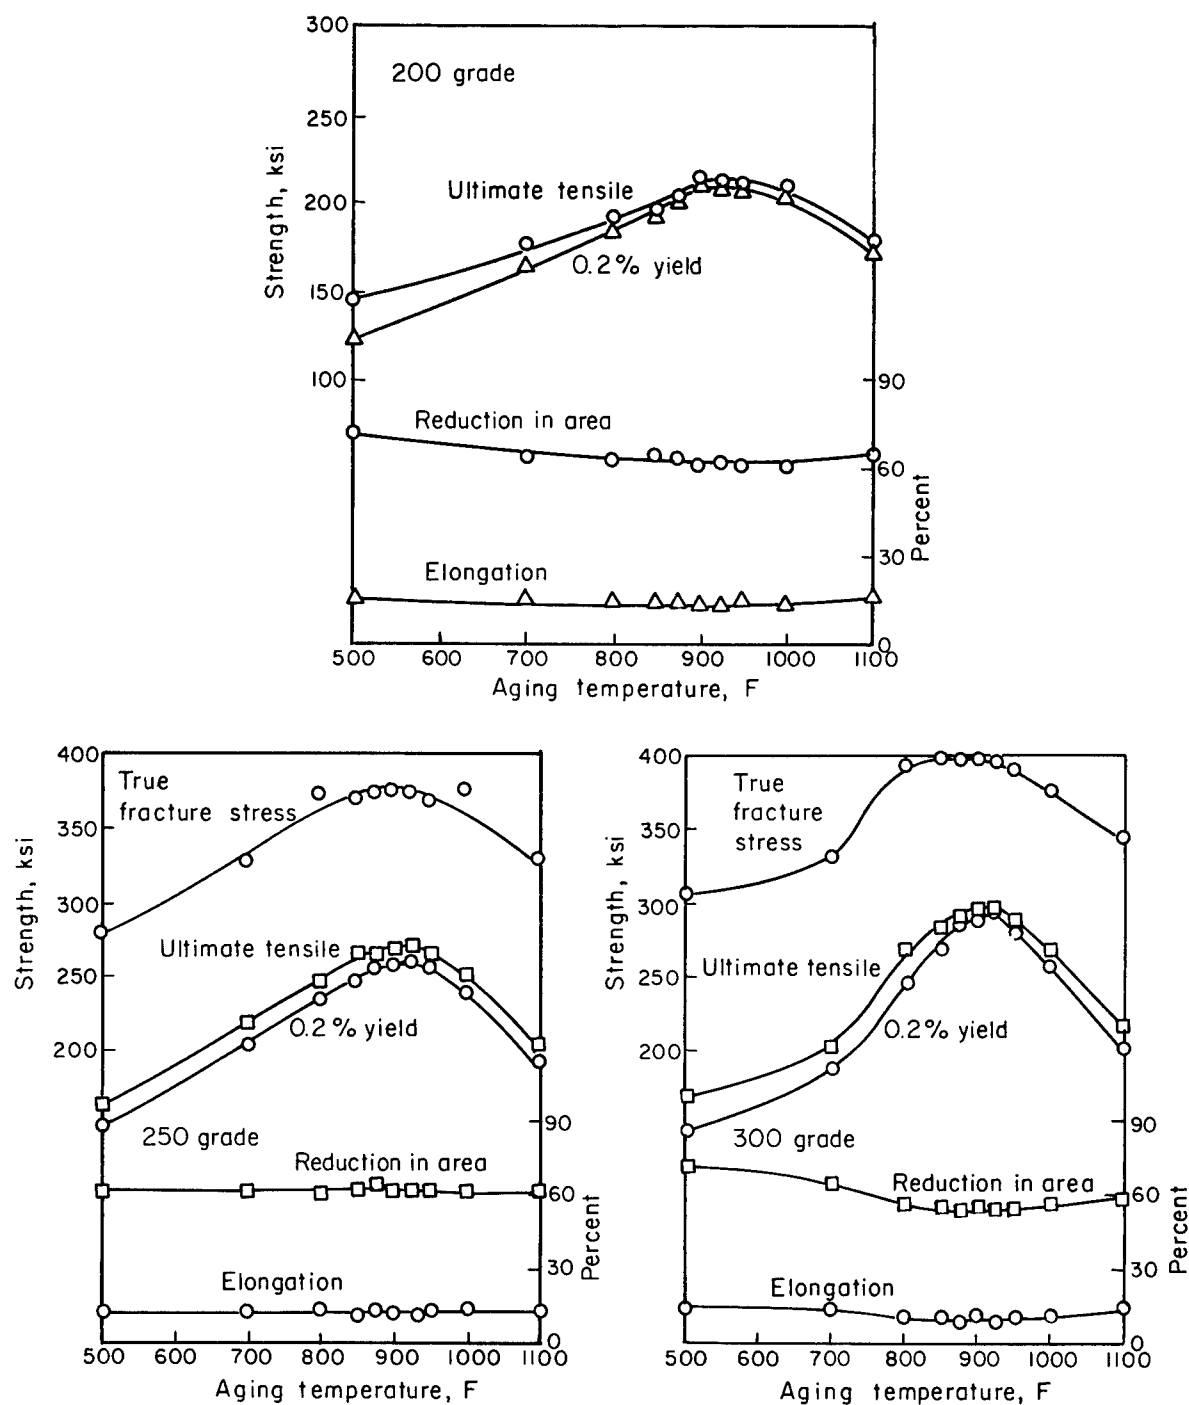 300
200 grade
250
Ultimate tensile
200
Strength, ksi
0.2% yield
150
100
90
Reduction in area
60
Percent
Elongation
30
0
500 600 700 800 900 1000 1100
Aging temperature, F
400
True
fracture stress
350
Strength, ksi
300
Ultimate tensile
250
0.2% yield
200
250 grade
90
Reduction in area
60
Percent
Elongation
30
0
500 600 700 800 900 1000 1100
Aging temperature, F
400
True
fracture
stress
350
Strength, ksi
300
Ultimate tensile
250
0.2% yield
200
300 grade
90
Reduction in area
60
Percent
Elongation
30
0
500 600 700 800 900 1000 1100
Aging temperature, F